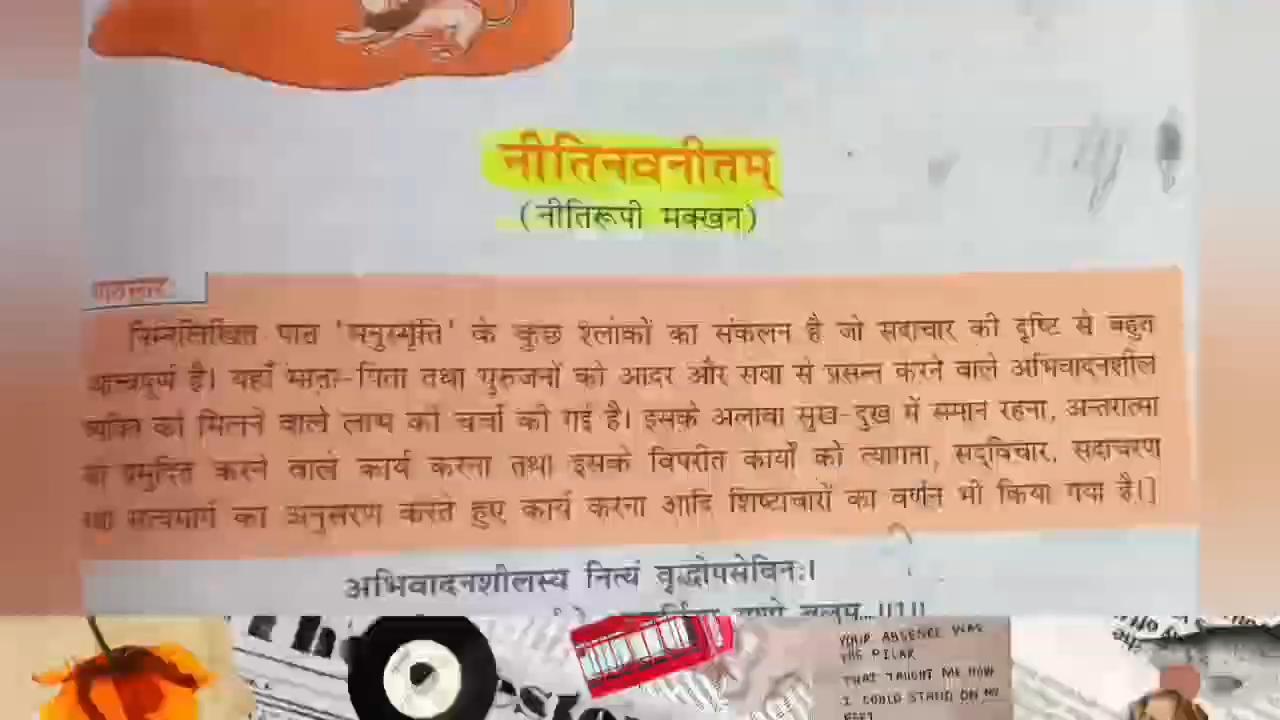 नीतिनवनीतम्
(नीतिरूपी मक्खन)
पाठसारः
निम्नलिखित पाठ 'मनुस्मृति' के कुछ श्लोकों का संकलन है जो सदाचार की दृष्टि से बहुत
महत्त्वपूर्ण है। यहाँ माता-पिता तथा गुरुजनों को आदर और सेवा से प्रसन्न करने वाले अभिवादनशील
व्यक्ति को मिलने वाले लाभ की चर्चा की गई है। इसके अलावा सुख-दुख में समान रहना, अन्तरात्मा
को प्रमुदित करने वाले कार्य करना तथा इसके विपरीत कार्यों को त्यागना, सद्विचार, सदाचरण
तथा सत्यमार्ग का अनुसरण करते हुए कार्य करना आदि शिष्टाचारों का वर्णन भी किया गया है।]
अभिवादनशीलस्य नित्यं वृद्धोपसेविनः।
॥1॥
YOUR ABSENCE WAS
THE PILAR
THAT TAUGHT ME HOW
I COULD STAND ON MY
FEET